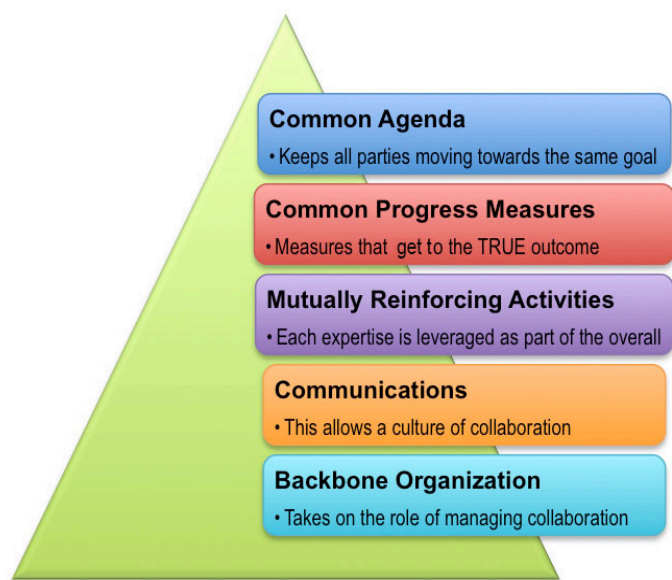 Common Agenda
• Keeps all parties moving towards the same goal
Common Progress Measures
• Measures that get to the TRUE outcome
Mutually Reinforcing Activities
• Each expertise is leveraged as part of the overall
Communications
• This allows a culture of collaboration
Backbone Organization
• Takes on the role of managing collaboration